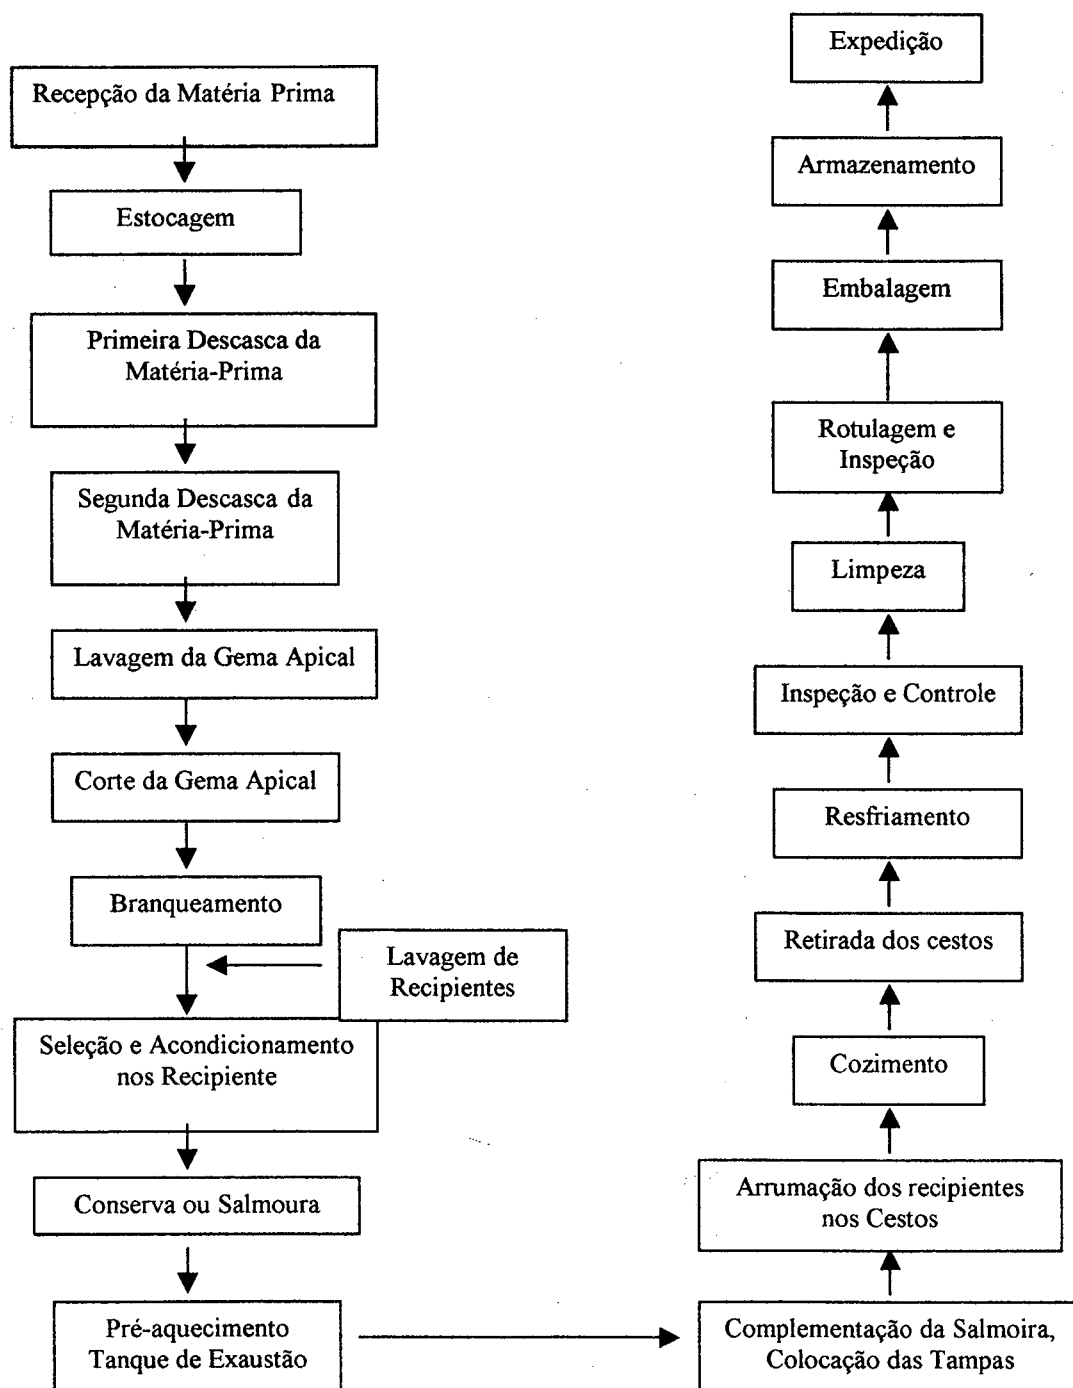 Recepção da Matéria Prima
Estocagem
Primeira Descasca da
Matéria-Prima
Segunda Descasca da
Matéria-Prima
Lavagem da Gema Apical
Corte da Gema Apical
Branqueamento
Lavagem de
Recipientes
Seleção e Acondicionamento
nos Recipiente
Conserva ou Salmoura
Pré-aquecimento
Tanque de Exaustão
Complementação da Salmoira,
Colocação das Tampas
Arrumação dos recipientes
nos Cestos
Cozimento
Retirada dos cestos
Resfriamento
Inspeção e Controle
Limpeza
Rotulagem e
Inspeção
Embalagem
Armazenamento
Expedição